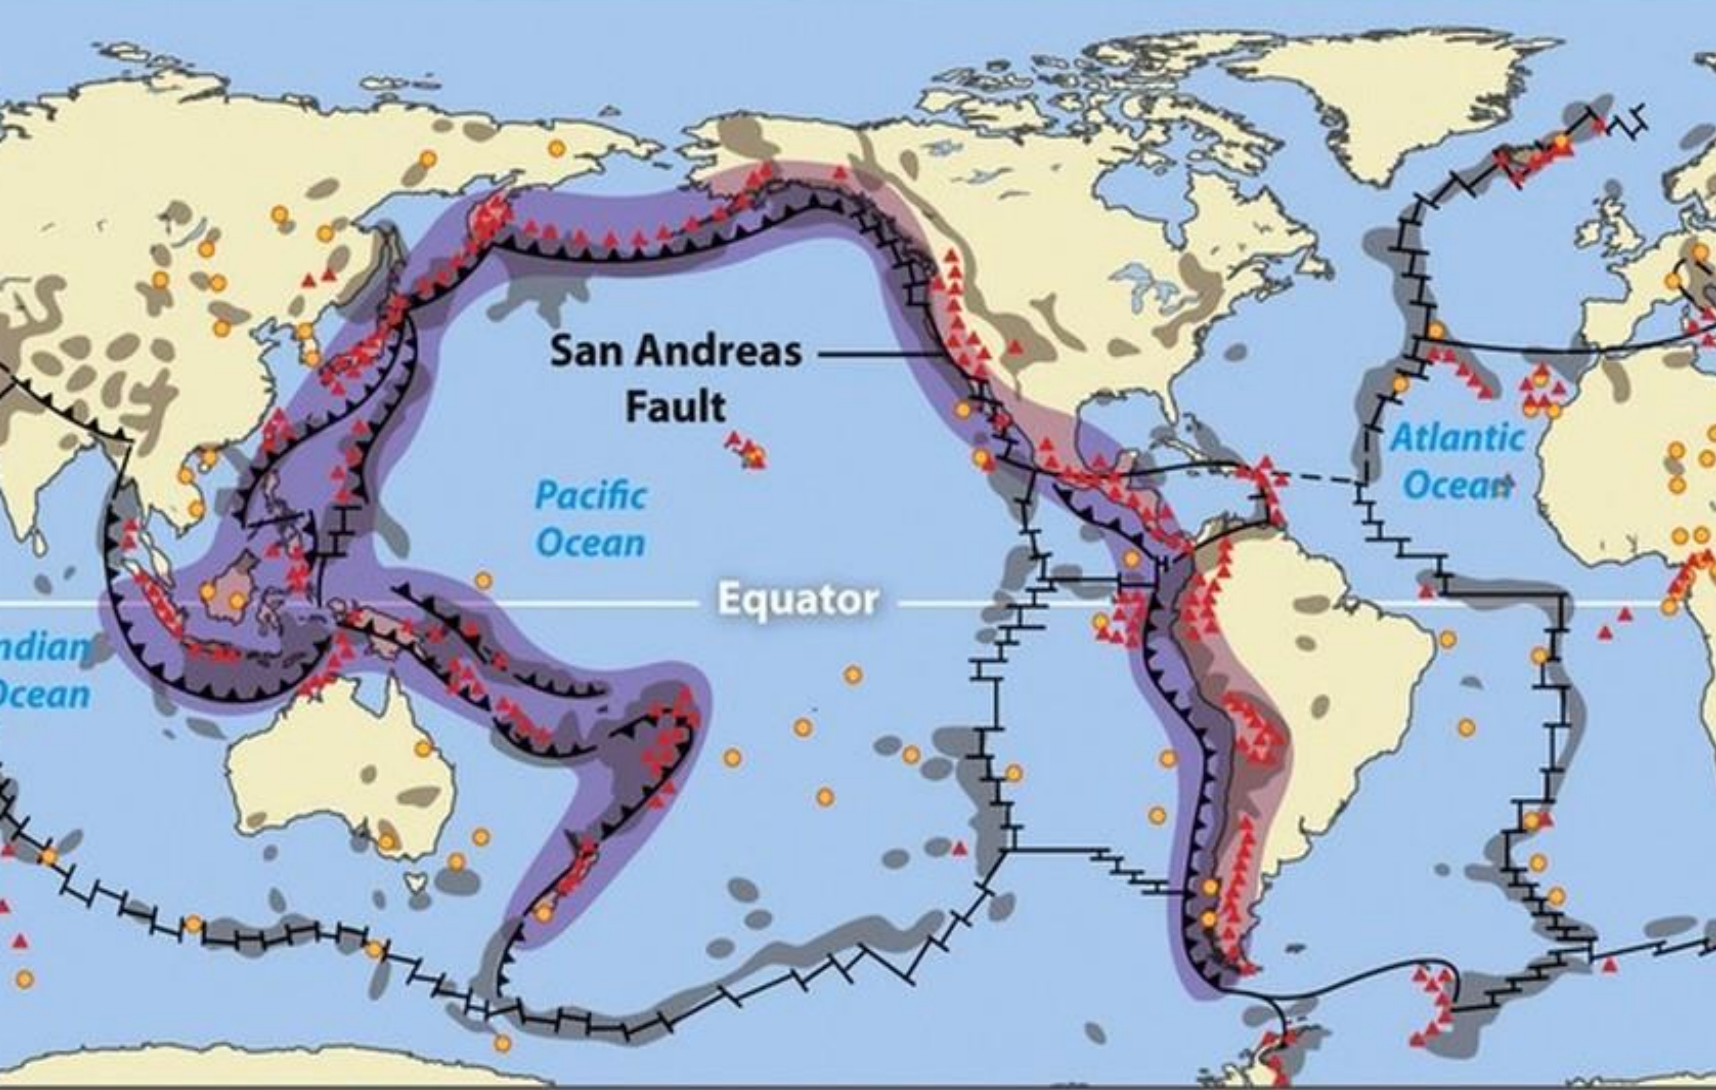 San Andreas
Fault
Pacific
Ocean
Atlantic
Ocean
Equator
ndian
Ocean